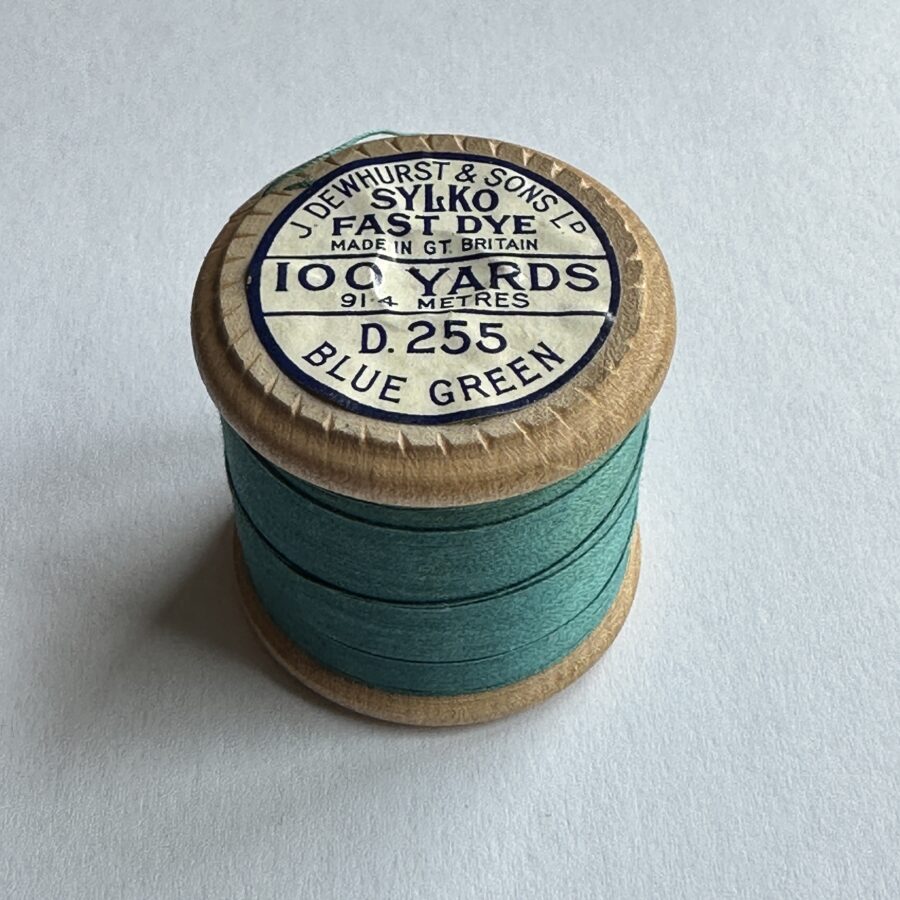 J. DEWHURST & SONS LD
SYLKO
FAST DYE
MADE IN GT. BRITAIN
100 YARDS
91·4 METRES
D. 255
BLUE GREEN